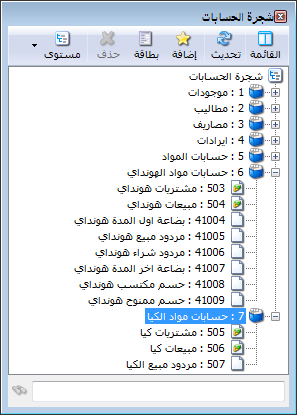 شجرة الحسابات
القائمة تحديث إضافة بطاقة حذف مستوى
شجرة الحسابات
1 : موجودات
2 : مطاليب
3 : مصاريف
4 : ايرادات
5 : حسابات المواد
6 : حسابات مواد الهونداي
503 : مشتريات هونداي
504 : مبيعات هونداي
41004 : بضاعة اول المدة هونداي
41005 : مردود مبيع هونداي
41006 : مردود شراء هونداي
41007 : بضاعة اخر المدة هونداي
41008 : حسم مكتسب هونداي
41009 : حسم ممنوح هونداي
7 : حسابات مواد الكيا
505 : مشتريات كيا
506 : مبيعات كيا
507 : مردود مبيع الكيا